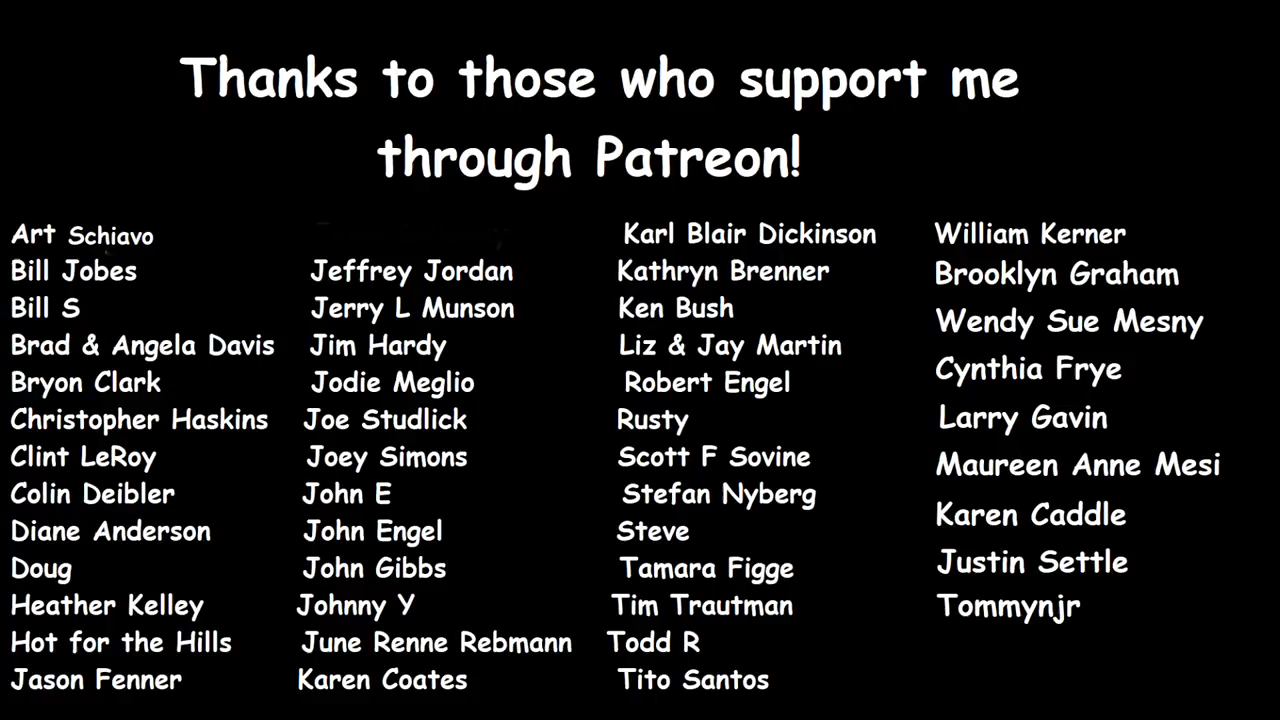 Thanks to those who support me
through Patreon!
Art Schiavo
Bill Jobes
Bill S
Brad & Angela Davis
Bryon Clark
Christopher Haskins
Clint LeRoy
Colin Deibler
Diane Anderson
Doug
Heather Kelley
Hot for the Hills
Jason Fenner
Jeffrey Jordan
Jerry L Munson
Jim Hardy
Jodie Meglio
Joe Studlick
Joey Simons
John E
John Engel
John Gibbs
Johnny Y
June Renne Rebmann
Karen Coates
Karl Blair Dickinson
Kathryn Brenner
Ken Bush
Liz & Jay Martin
Robert Engel
Rusty
Scott F Sovine
Stefan Nyberg
Steve
Tamara Figge
Tim Trautman
Todd R
Tito Santos
William Kerner
Brooklyn Graham
Wendy Sue Mesny
Cynthia Frye
Larry Gavin
Maureen Anne Mesi
Karen Caddle
Justin Settle
Tommynjr